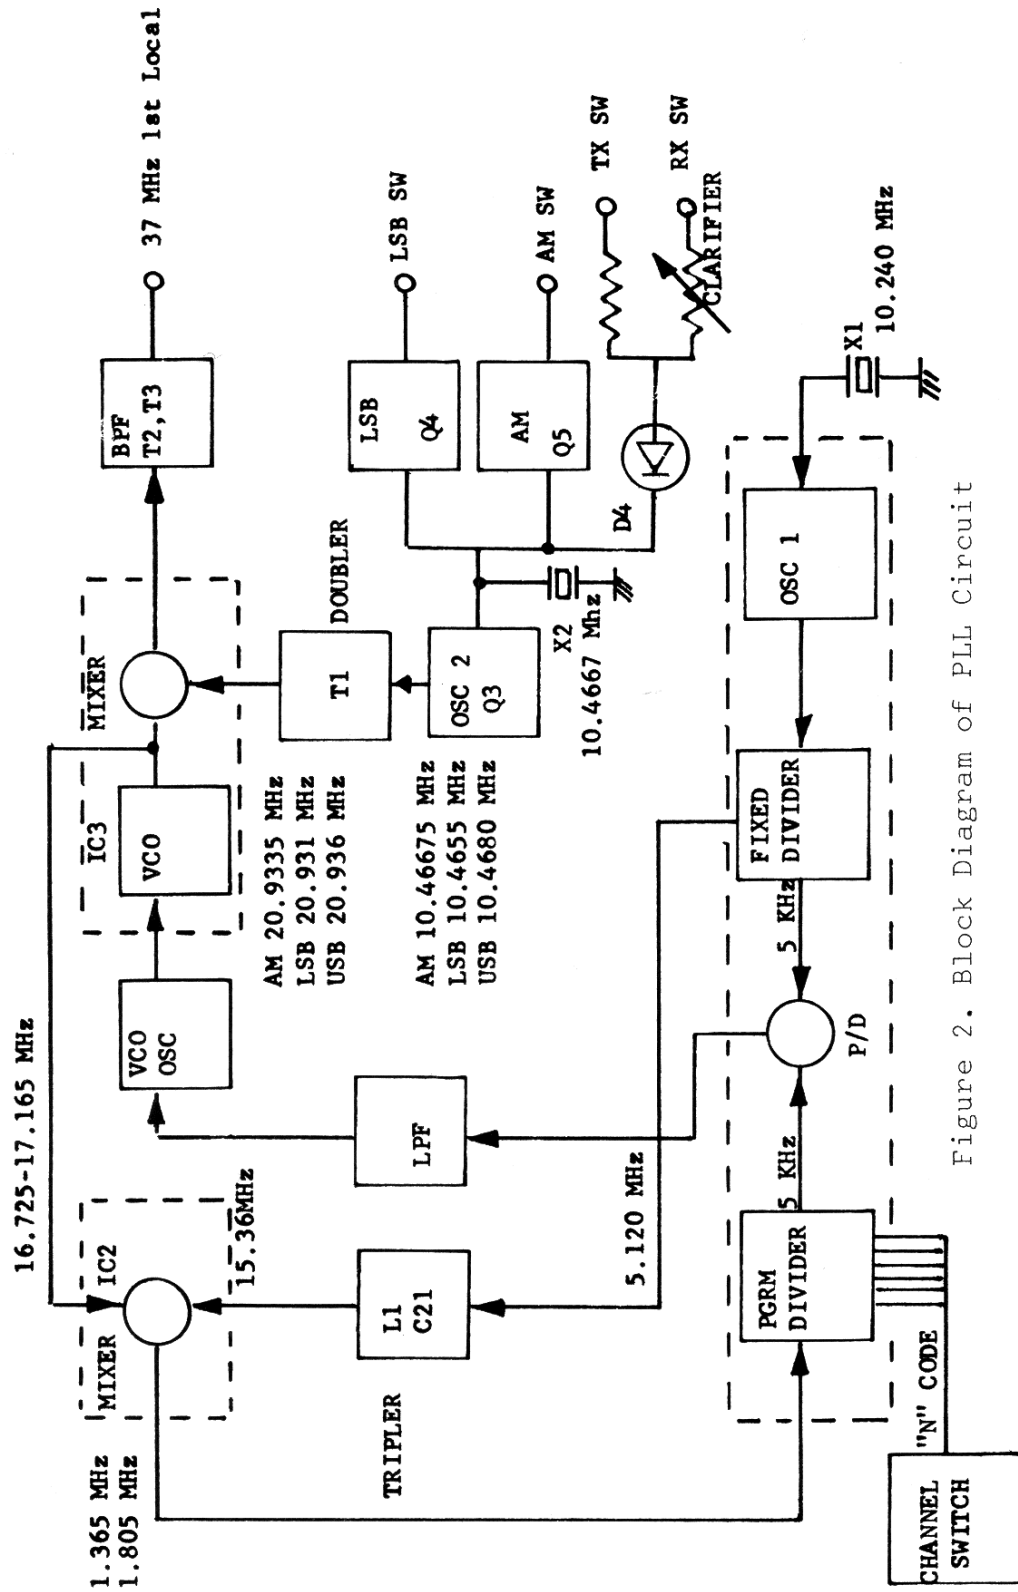 16.725-17.165 MHz
1.365 MHz
1.805 MHz
MIXER
IC2
15.36MHz
TRIPLER
L1
C21
5.120 MHz
LPF
VCO
OSC
IC3
VCO
MIXER
BPF
T2,T3
37 MHz 1st Local
AM 20.9335 MHz
LSB 20.931 MHz
USB 20.936 MHz
T1
DOUBLER
AM 10.46675 MHz
LSB 10.4655 MHz
USB 10.4680 MHz
OSC 2
Q3
X2
10.4667 Mhz
LSB
Q4
LSB SW
AM
Q5
AM SW
D4
TX SW
RX SW
CLARIFIER
CHANNEL
SWITCH
"N" CODE
PGRM
DIVIDER
5 KHz
P/D
5 KHz
FIXED
DIVIDER
OSC 1
X1
10.240 MHz
Figure 2. Block Diagram of PLL Circuit